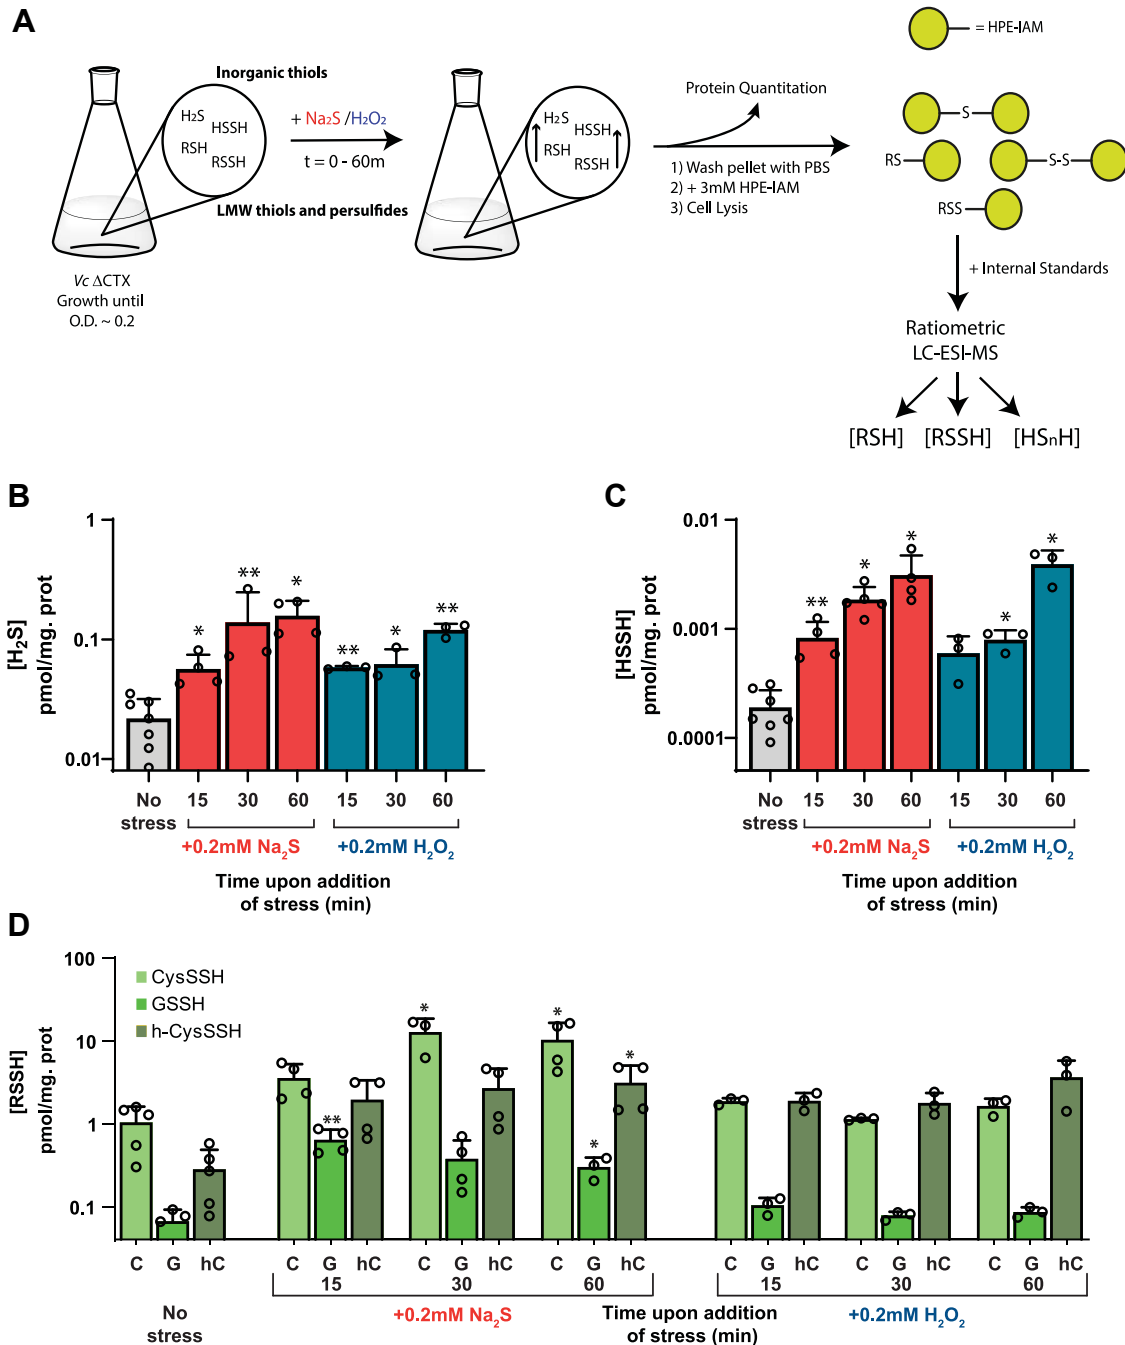 A
= HPE-IAM
Inorganic thiols
H₂S
HSSH
RSH
RSSH
+ Na₂S /H₂O₂
t = 0 - 60m
LMW thiols and persulfides
Vc ΔCTX
Growth until
O.D. ~ 0.2
H₂S
HSSH
RSH
RSSH
Protein Quantitation
1) Wash pellet with PBS
2) + 3mM HPE-IAM
3) Cell Lysis
S
RS
S-S
RSS
+ Internal Standards
Ratiometric
LC-ESI-MS
[RSH] [RSSH] [HSₙH]
B
[H₂S]
pmol/mg. prot
1
0.1
0.01
* ** * ** * **
No stress 15 30 60 15 30 60
+0.2mM Na₂S +0.2mM H₂O₂
Time upon addition
of stress (min)
C
[HSSH]
pmol/mg. prot
0.01
0.001
0.0001
** * * * *
No stress 15 30 60 15 30 60
+0.2mM Na₂S +0.2mM H₂O₂
Time upon addition
of stress (min)
D
[RSSH]
pmol/mg. prot
100
10
1
0.1
CysSSH
GSSH
h-CysSSH
** * * * *
C G hC C G hC C G hC C G hC C G hC C G hC C G hC
15 30 60 15 30 60
No stress
+0.2mM Na₂S
Time upon addition
of stress (min)
+0.2mM H₂O₂